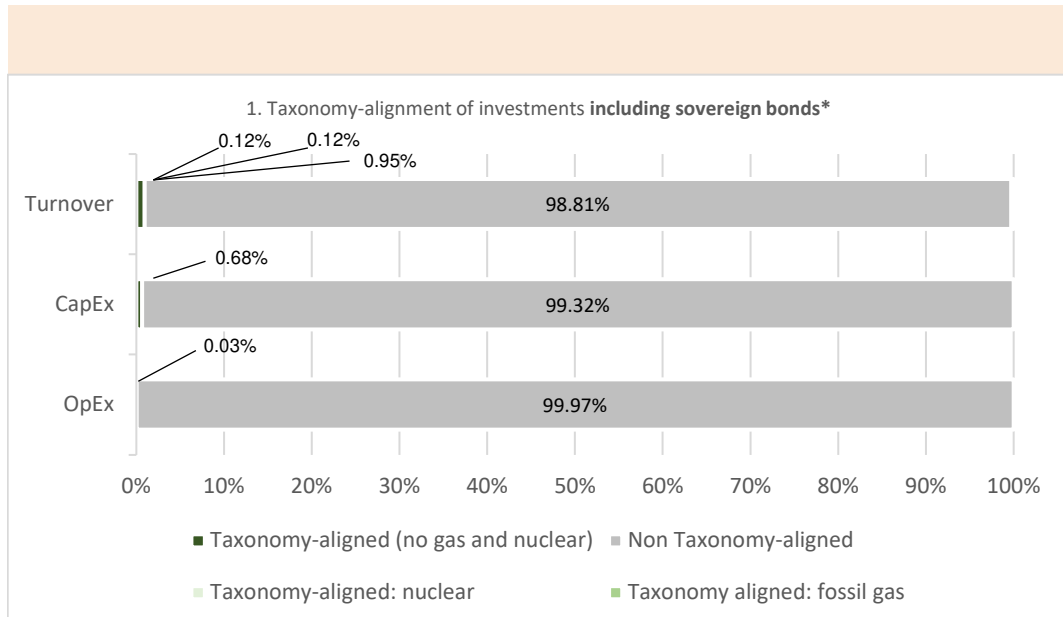 1. Taxonomy-alignment of investments including sovereign bonds*
0.12% 0.12%
0.95%
Turnover 98.81%
0.68%
CapEx 99.32%
0.03%
OpEx 99.97%
0% 10% 20% 30% 40% 50% 60% 70% 80% 90% 100%
Taxonomy-aligned (no gas and nuclear) Non Taxonomy-aligned
Taxonomy-aligned: nuclear Taxonomy aligned: fossil gas